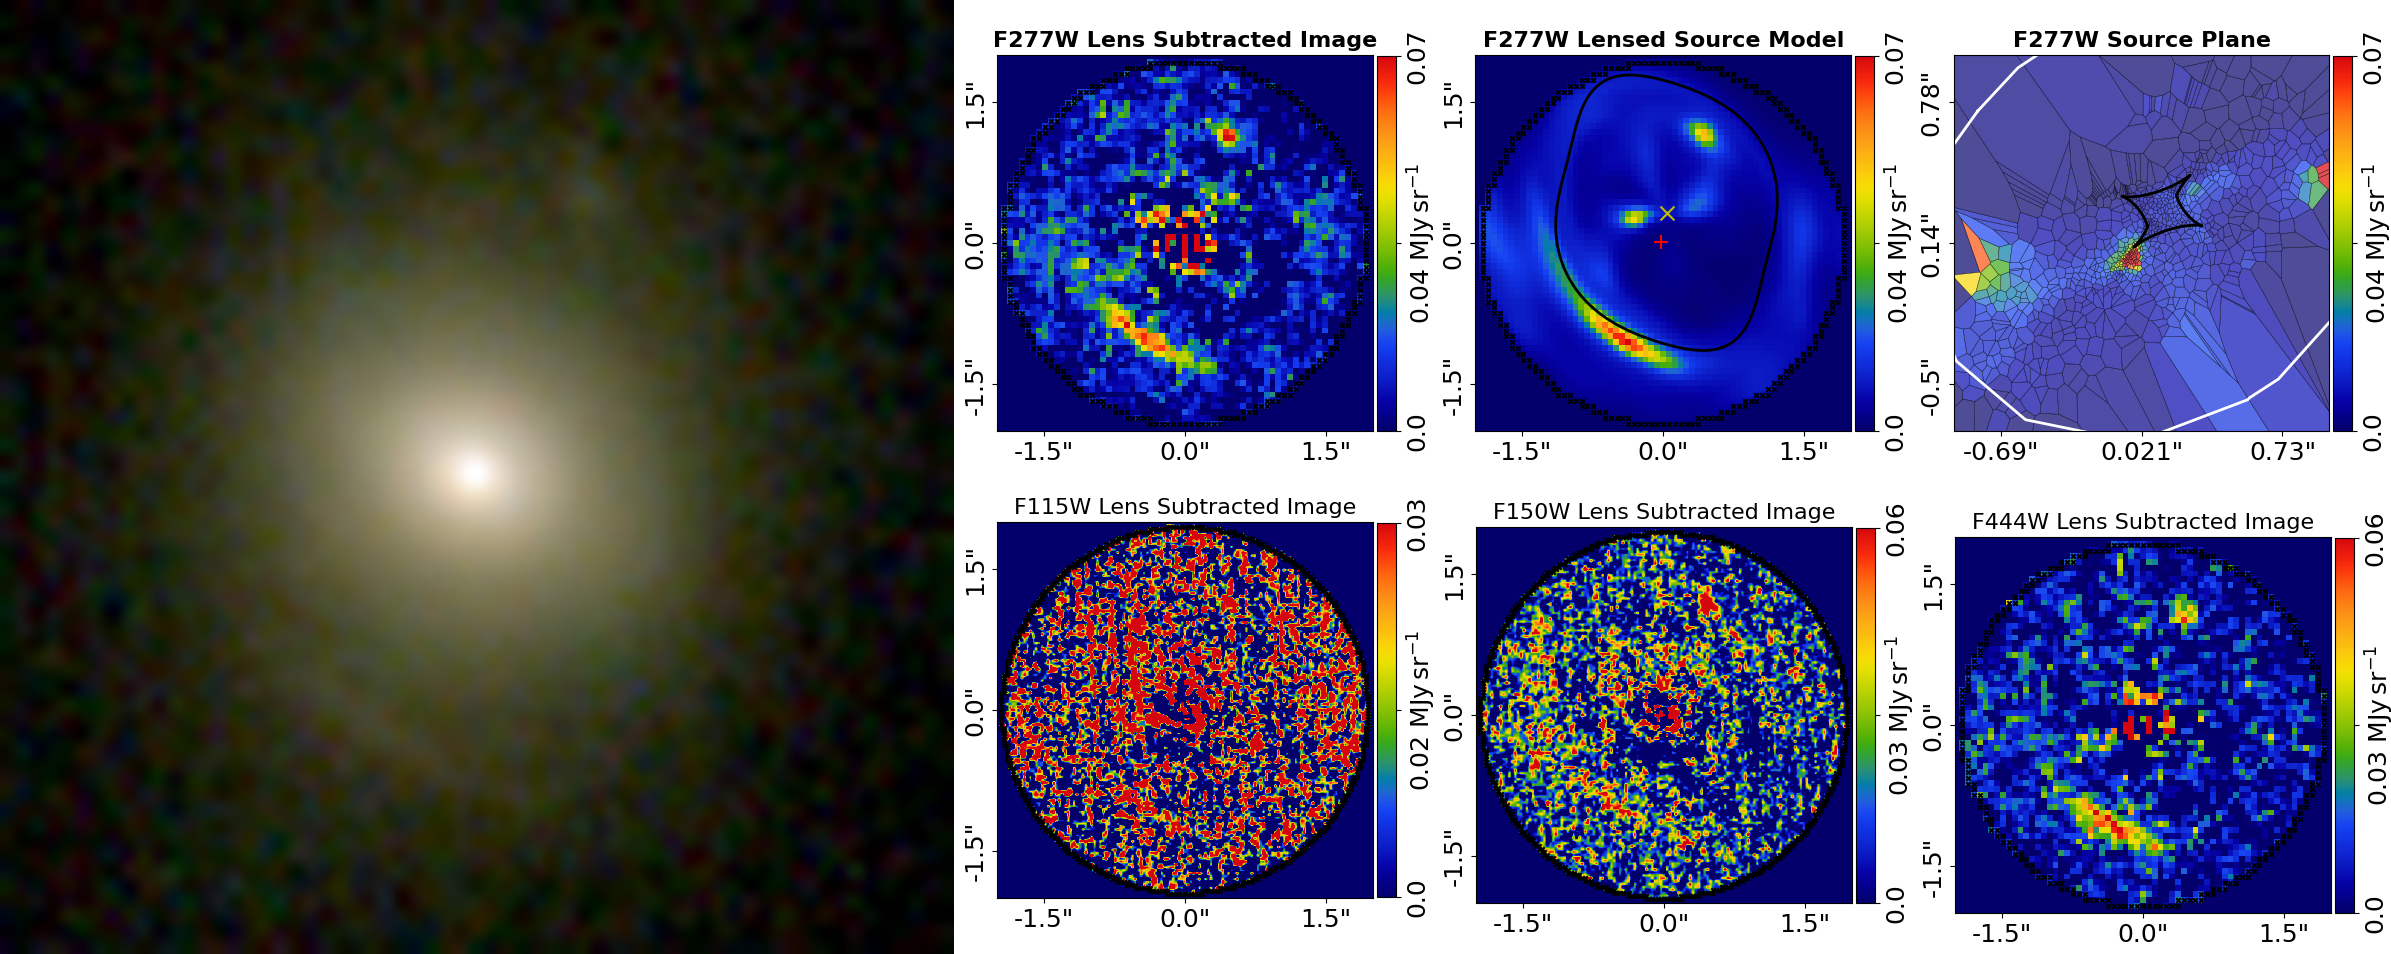 F277W Lens Subtracted Image
1.5"
0.0"
-1.5"
-1.5" 0.0" 1.5"
0.07
0.04 MJy sr⁻¹
0.0
F277W Lensed Source Model
1.5"
0.0"
-1.5"
-1.5" 0.0" 1.5"
0.07
0.04 MJy sr⁻¹
0.0
F277W Source Plane
0.78"
0.14"
-0.5"
-0.69" 0.021" 0.73"
0.07
0.04 MJy sr⁻¹
0.0
F115W Lens Subtracted Image
1.5"
0.0"
-1.5"
-1.5" 0.0" 1.5"
0.03
0.02 MJy sr⁻¹
0.0
F150W Lens Subtracted Image
1.5"
0.0"
-1.5"
-1.5" 0.0" 1.5"
0.06
0.03 MJy sr⁻¹
0.0
F444W Lens Subtracted Image
1.5"
0.0"
-1.5"
-1.5" 0.0" 1.5"
0.06
0.03 MJy sr⁻¹
0.0